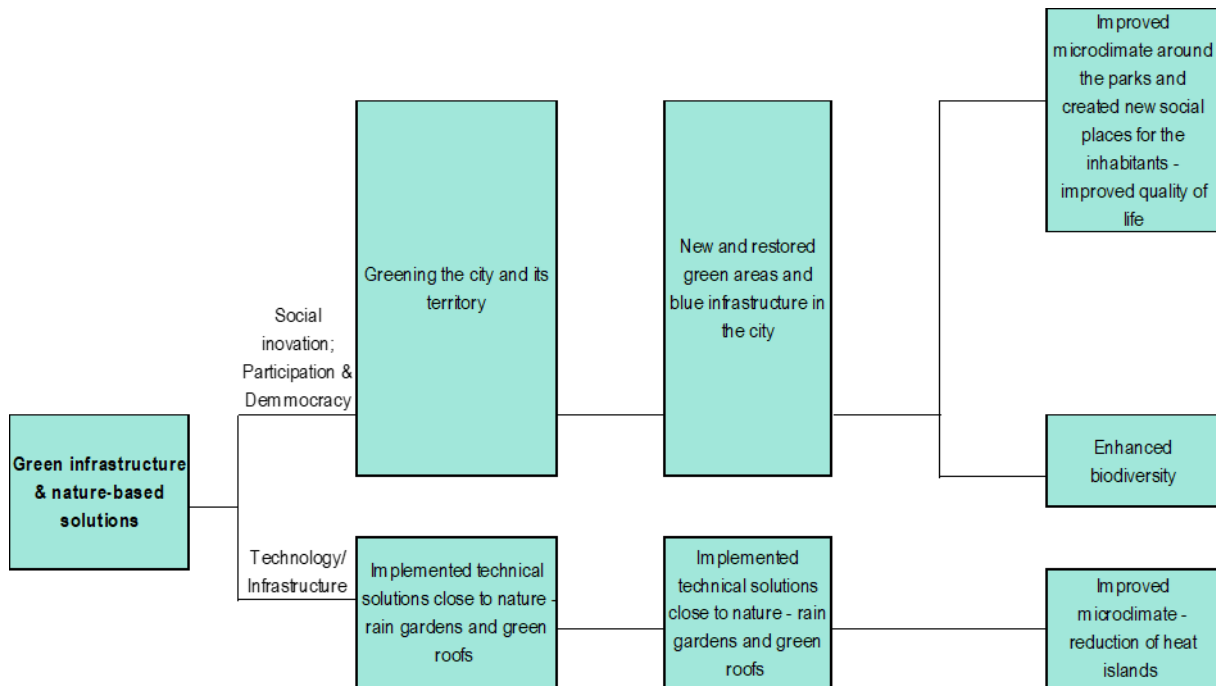 Green infrastructure
& nature-based
solutions
Social
inovation;
Participation &
Demmocracy
Technology/
Infrastructure
Greening the city and its
territory
Implemented technical
solutions close to nature -
rain gardens and green
roofs
New and restored
green areas and
blue infrastructure in
the city
Implemented
technical solutions
close to nature - rain
gardens and green
roofs
Improved
microclimate around
the parks and
created new social
places for the
inhabitants -
improved quality of
life
Enhanced
biodiversity
Improved
microclimate -
reduction of heat
islands